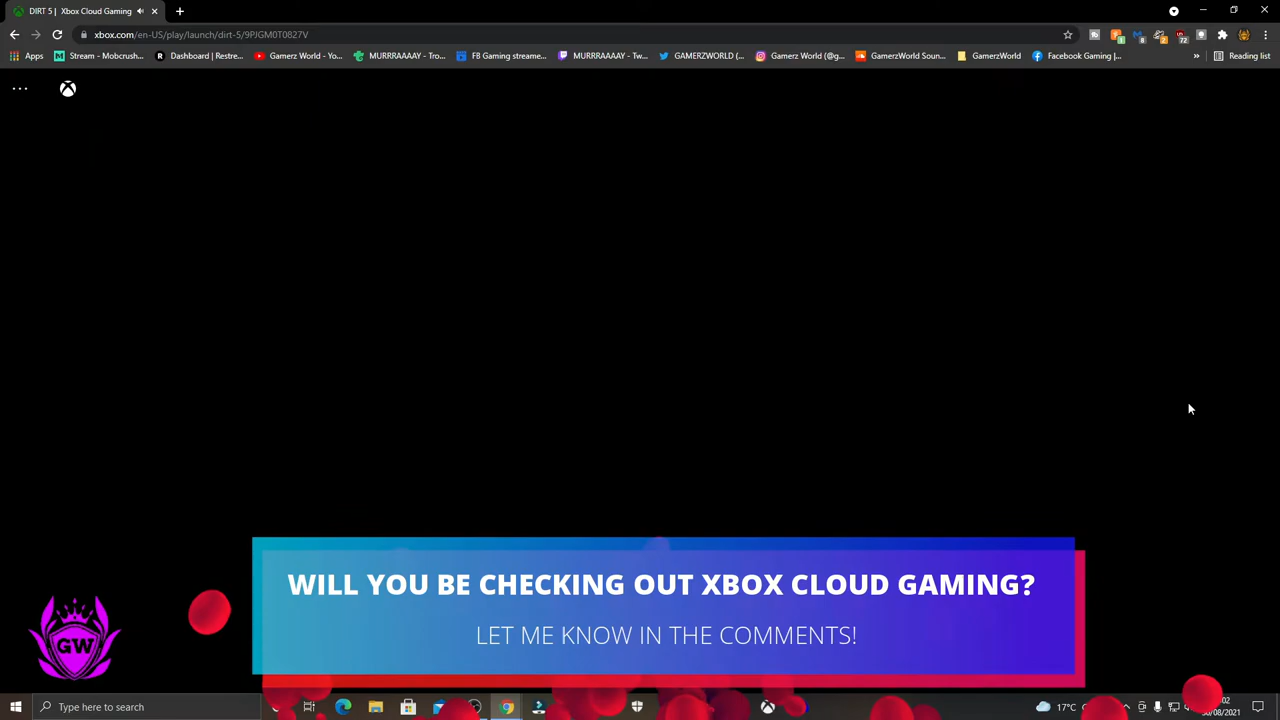 DIRT 5 | Xbox Cloud Gaming
xbox.com/en-US/play/launch/dirt-5/9PJGM0T0827V
Apps
Stream - Mobcrush...
Dashboard | Restre...
Gamerz World - Yo...
MURRRAAAAY - Tro...
FB Gaming streame...
MURRRAAAAY - Tw...
GAMERZWORLD (...
Gamerz World (@g...
GamerzWorld Soun...
GamerzWorld
Facebook Gaming |...
»
Reading list
WILL YOU BE CHECKING OUT XBOX CLOUD GAMING?
LET ME KNOW IN THE COMMENTS!
GW
Type here to search
17°C
/08/2021